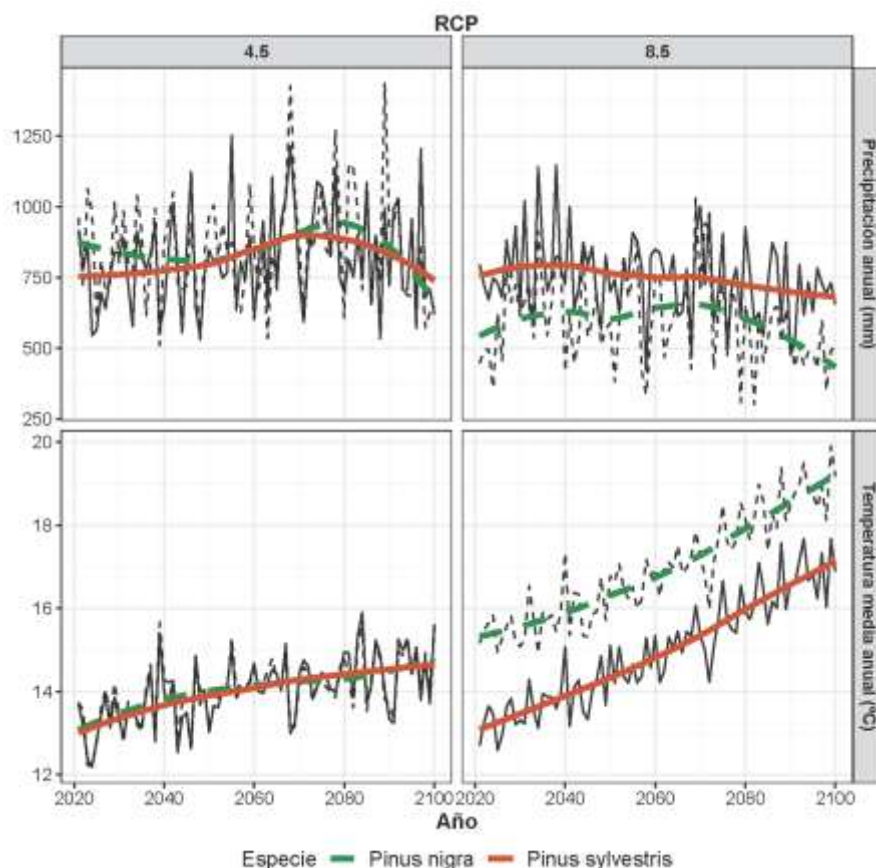 RCP
4.5 8.5
1250
1000
750
500
250
Precipitación anual (mm)
20
18
16
14
12
Temperatura media anual (ºC)
2020 2040 2060 2080 2100 2020 2040 2060 2080 2100
Año
Especie Pinus nigra Pinus sylvestris